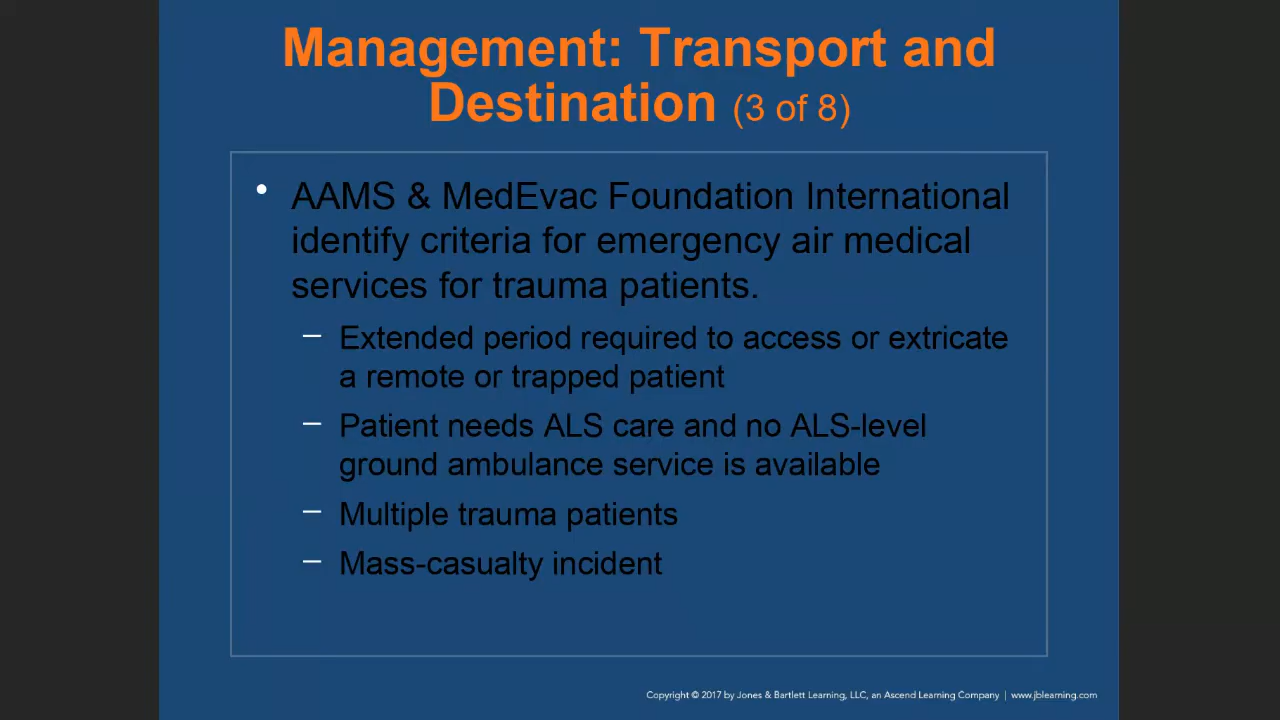 Management: Transport and
Destination (3 of 8)
• AAMS & MedEvac Foundation International
identify criteria for emergency air medical
services for trauma patients.
– Extended period required to access or extricate
a remote or trapped patient
– Patient needs ALS care and no ALS-level
ground ambulance service is available
– Multiple trauma patients
– Mass-casualty incident
Copyright © 2017 by Jones & Bartlett Learning, LLC, an Ascend Learning Company | www.jblearning.com